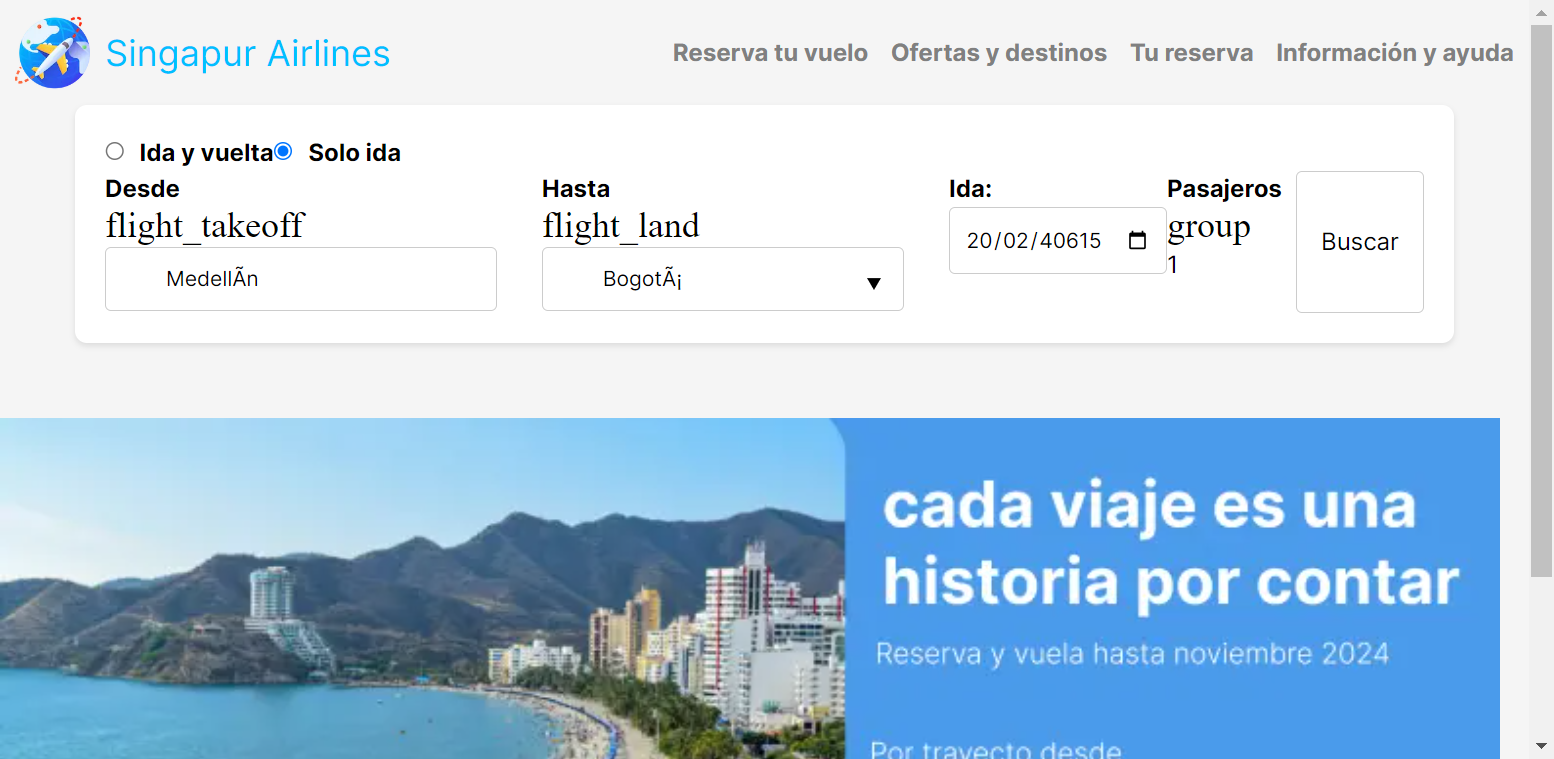 Singapur Airlines
Reserva tu vuelo Ofertas y destinos Tu reserva Información y ayuda
Ida y vuelta Solo ida
Desde Hasta Ida: Pasajeros
flight_takeoff flight_land 20/02/40615 group Buscar
MedellÃn BogotÃ¡ 1
cada viaje es una
historia por contar
Reserva y vuela hasta noviembre 2024
Por trayecto desde